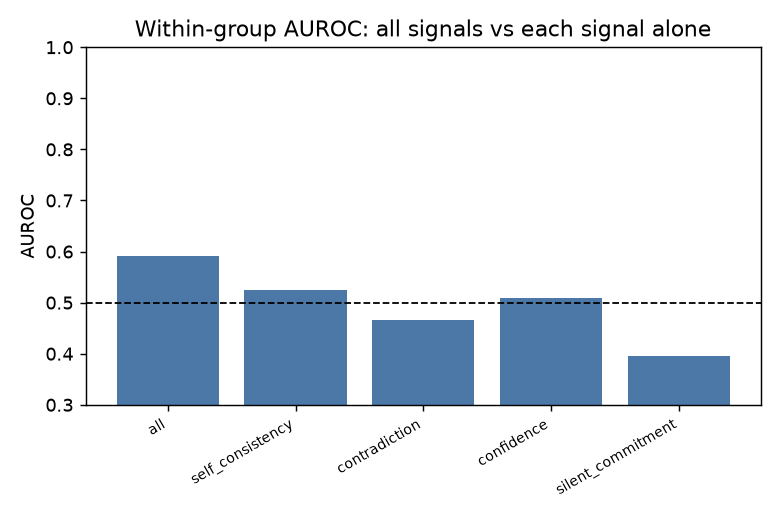 Within-group AUROC: all signals vs each signal alone
AUROC
1.0
0.9
0.8
0.7
0.6
0.5
0.4
0.3
all
self_consistency
contradiction
confidence
silent_commitment